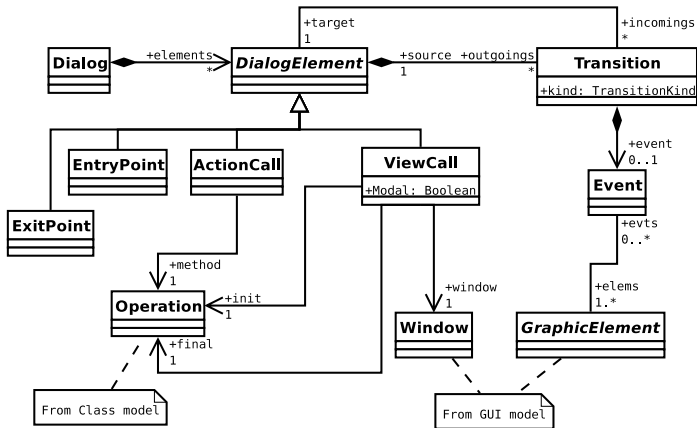 +target
1
+incomings
*
Dialog
+elements
*
DialogElement
+source
1
+outgoings
*
Transition
+kind: TransitionKind
EntryPoint
ActionCall
ViewCall
+Modal: Boolean
+event
0..1
Event
ExitPoint
+evts
0..*
+method
1
Operation
+init
1
+window
1
+elems
1..*
+final
1
Window
GraphicElement
From Class model
From GUI model